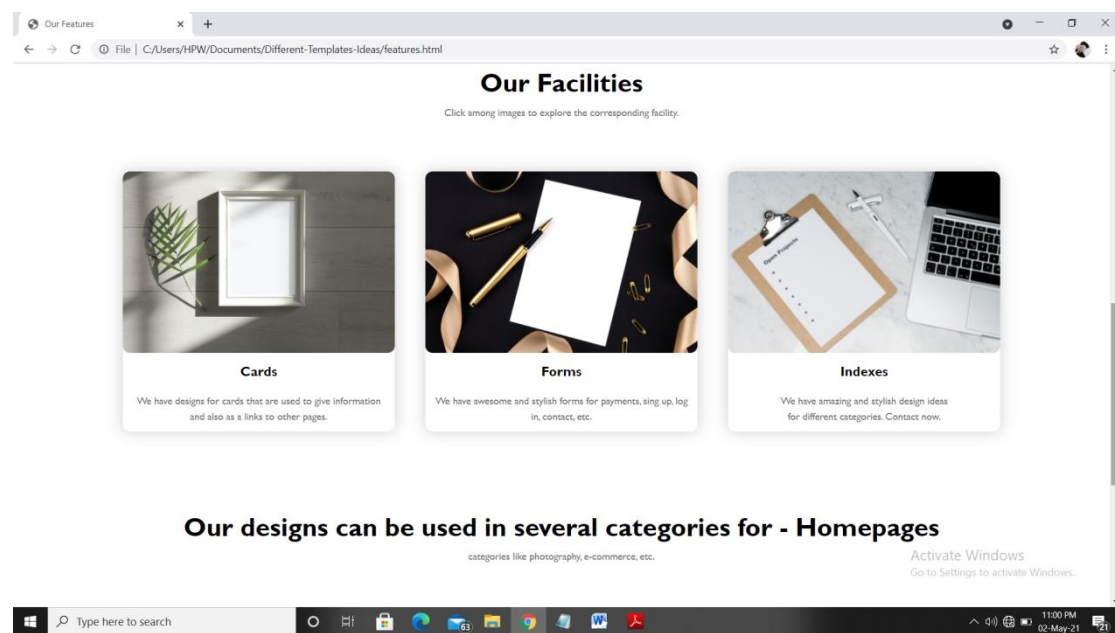 Our Features
File | C:/Users/HPW/Documents/Different-Templates-Ideas/features.html
Our Facilities
Click among images to explore the corresponding facility.
Open Projects
Cards
We have designs for cards that are used to give information
and also as a links to other pages.
Forms
We have awesome and stylish forms for payments, sing up, log
in, contact, etc.
Indexes
We have amazing and stylish design ideas
for different categories. Contact now.
Our designs can be used in several categories for - Homepages
categories like photography, e-commerce, etc.
Activate Windows
Go to Settings to activate Windows.
Type here to search
63
11:00 PM
02-May-21
21